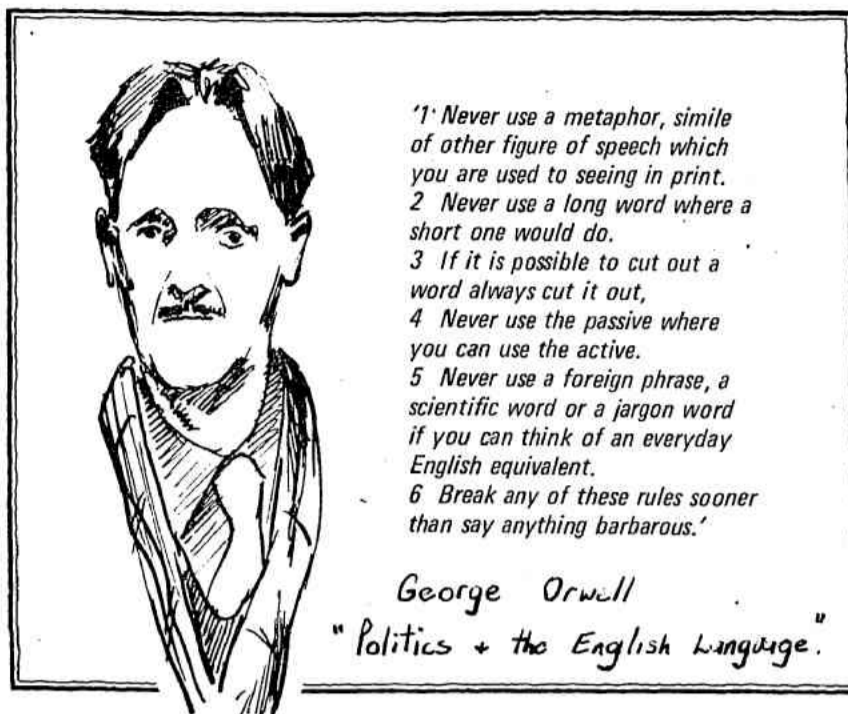 '1· Never use a metaphor, simile
of other figure of speech which
you are used to seeing in print.
2 Never use a long word where a
short one would do.
3 If it is possible to cut out a
word always cut it out,
4 Never use the passive where
you can use the active.
5 Never use a foreign phrase, a
scientific word or a jargon word
if you can think of an everyday
English equivalent.
6 Break any of these rules sooner
than say anything barbarous.'
George Orwell
"Politics + the English Language".